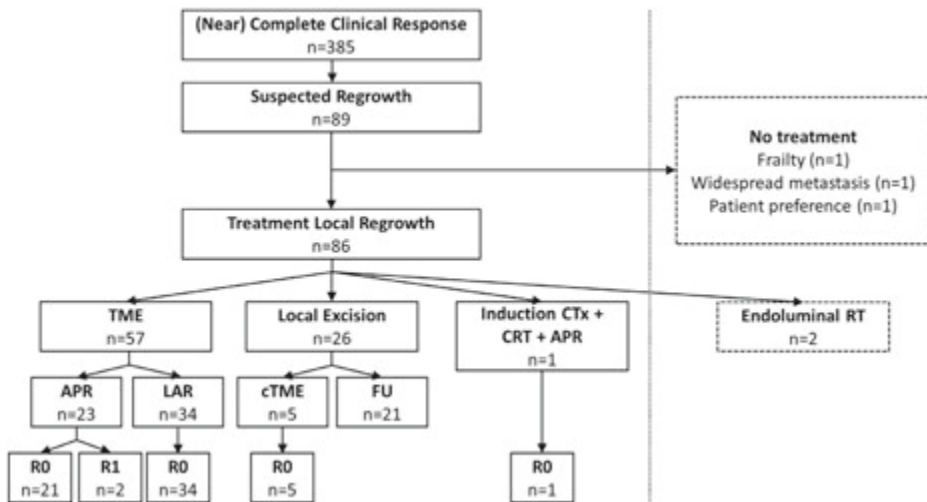 (Near) Complete Clinical Response
n=385
Suspected Regrowth
n=89
No treatment
Frailty (n=1)
Widespread metastasis (n=1)
Patient preference (n=1)
Treatment Local Regrowth
n=86
TME
n=57
Local Excision
n=26
Induction CTx +
CRT + APR
n=1
Endoluminal RT
n=2
APR
n=23
LAR
n=34
cTME
n=5
FU
n=21
R0
n=21
R1
n=2
R0
n=34
R0
n=5
R0
n=1